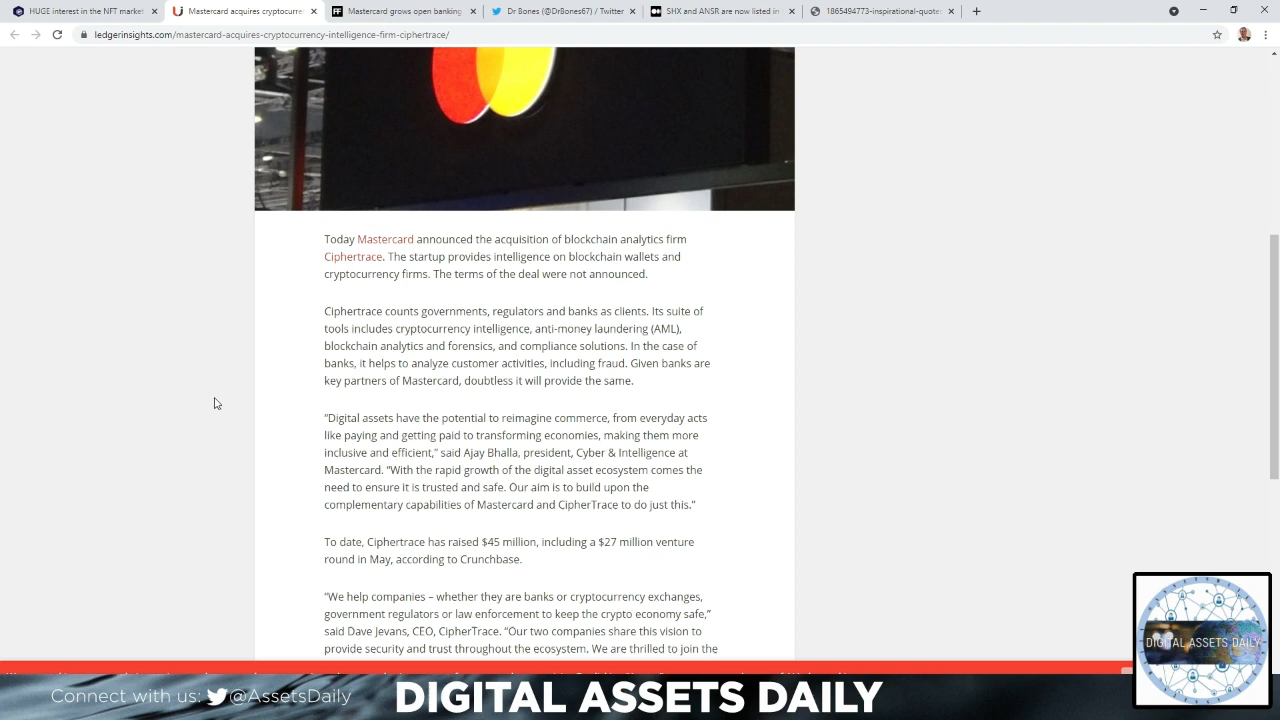 HUGE interest in the NFT market:
Mastercard acquires cryptocurrency
Mastercard grows open banking
Dr Bones (@DrBones67) / Twitter
SHX and ANSR are now listed in
1865494773-inspirational-quote
ledgerinsights.com/mastercard-acquires-cryptocurrency-intelligence-firm-ciphertrace/
Today Mastercard announced the acquisition of blockchain analytics firm
Ciphertrace. The startup provides intelligence on blockchain wallets and
cryptocurrency firms. The terms of the deal were not announced.
Ciphertrace counts governments, regulators and banks as clients. Its suite of
tools includes cryptocurrency intelligence, anti-money laundering (AML),
blockchain analytics and forensics, and compliance solutions. In the case of
banks, it helps to analyze customer activities, including fraud. Given banks are
key partners of Mastercard, doubtless it will provide the same.
“Digital assets have the potential to reimagine commerce, from everyday acts
like paying and getting paid to transforming economies, making them more
inclusive and efficient,” said Ajay Bhalla, president, Cyber & Intelligence at
Mastercard. “With the rapid growth of the digital asset ecosystem comes the
need to ensure it is trusted and safe. Our aim is to build upon the
complementary capabilities of Mastercard and CipherTrace to do just this.”
To date, Ciphertrace has raised $45 million, including a $27 million venture
round in May, according to Crunchbase.
“We help companies – whether they are banks or cryptocurrency exchanges,
government regulators or law enforcement to keep the crypto economy safe,”
said Dave Jevans, CEO, CipherTrace. “Our two companies share this vision to
provide security and trust throughout the ecosystem. We are thrilled to join the
DIGITAL ASSETS DAILY
Connect with us: @AssetsDaily
DIGITAL ASSETS DAILY